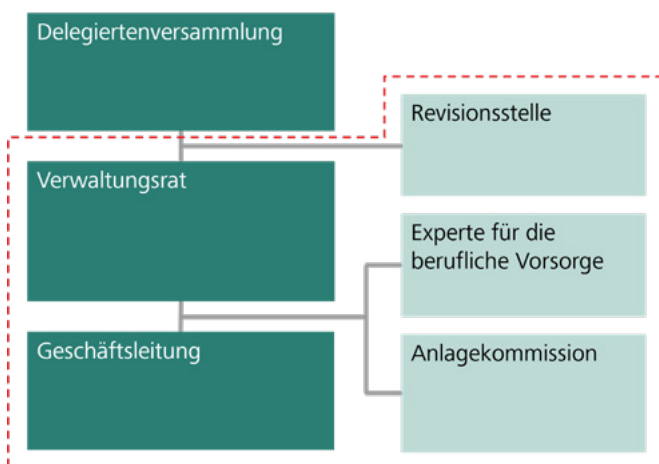 Delegiertenversammlung
Revisionsstelle
Verwaltungsrat
Experte für die
berufliche Vorsorge
Geschäftsleitung
Anlagekommission